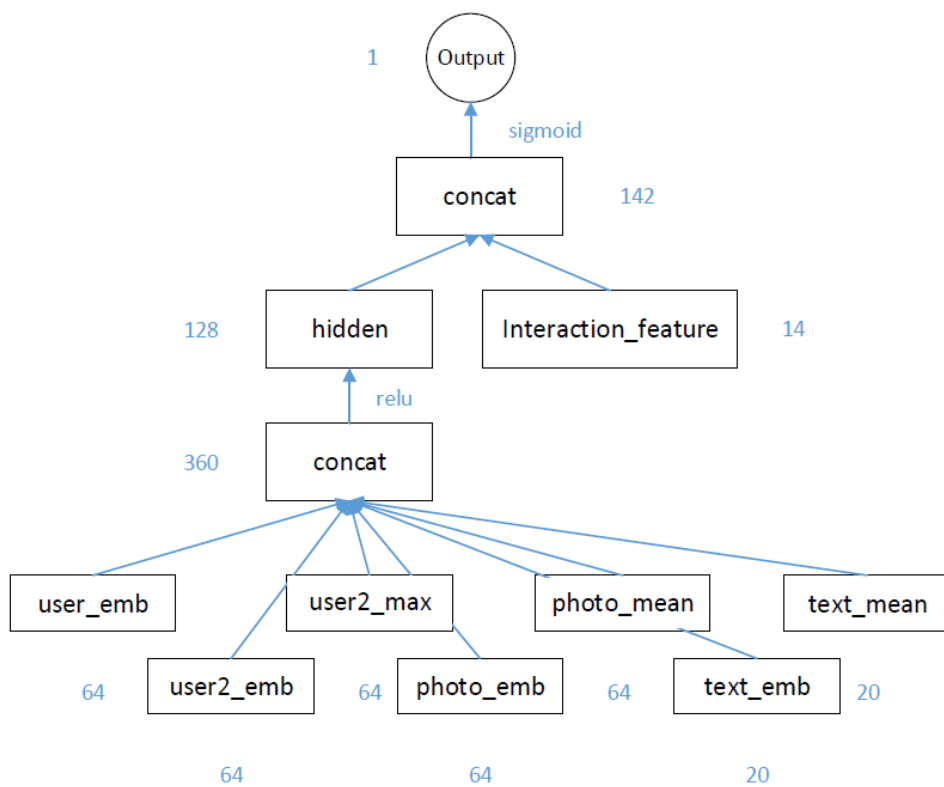 1
Output
sigmoid
concat
142
128
hidden
Interaction_feature
14
relu
360
concat
user_emb
user2_max
photo_mean
text_mean
64
user2_emb
64
photo_emb
64
text_emb
20
64
64
20